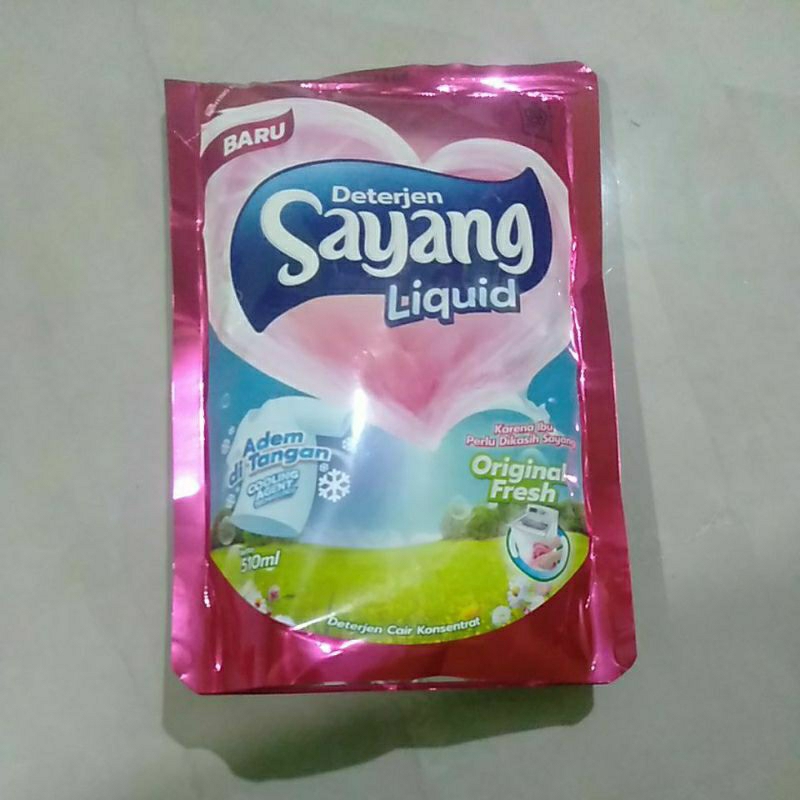 BARU
Deterjen
Sayang
Liquid
Karena Ibu
Perlu Dikasih Sayang
Adem
di Tangan
COOLING
AGENT
Original
Fresh
510ml
Deterjen Cair Konsentrat